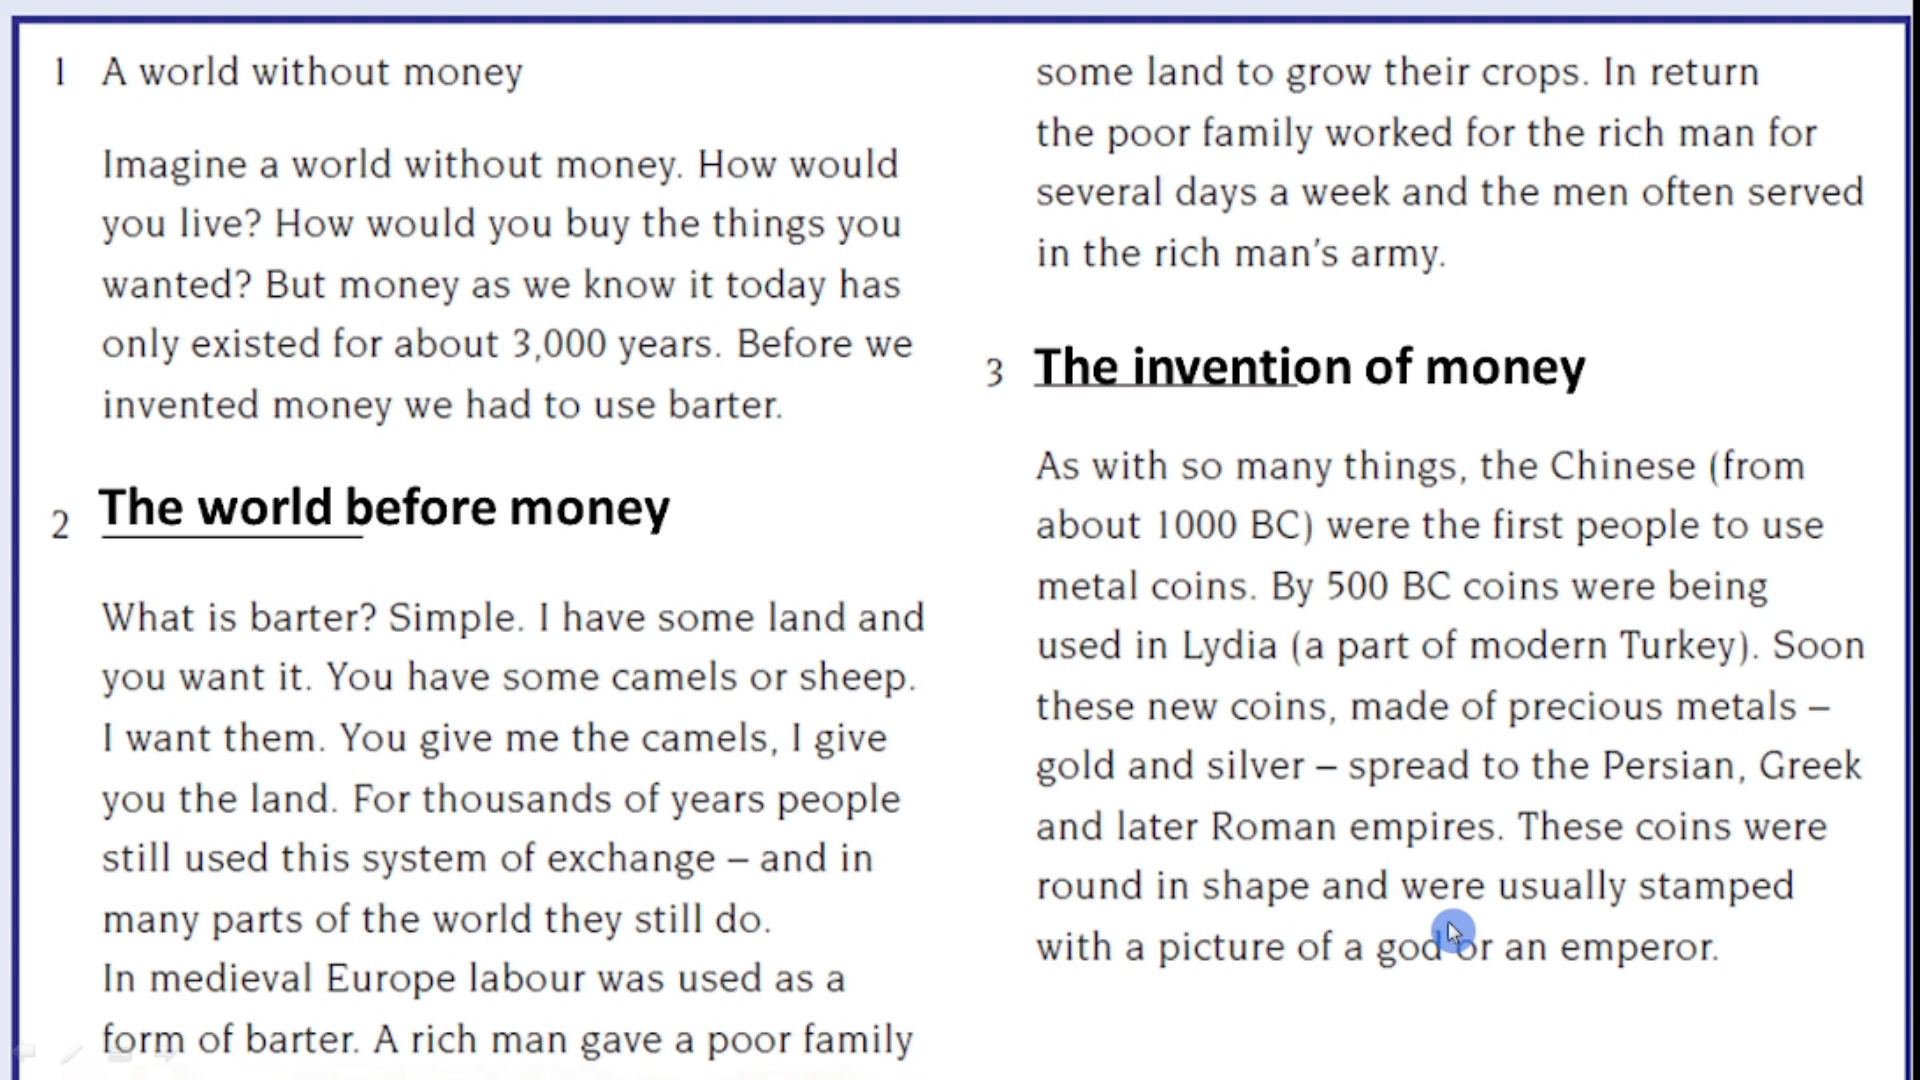 1 A world without money
Imagine a world without money. How would
you live? How would you buy the things you
wanted? But money as we know it today has
only existed for about 3,000 years. Before we
invented money we had to use barter.
2 The world before money
What is barter? Simple. I have some land and
you want it. You have some camels or sheep.
I want them. You give me the camels, I give
you the land. For thousands of years people
still used this system of exchange – and in
many parts of the world they still do.
In medieval Europe labour was used as a
form of barter. A rich man gave a poor family
some land to grow their crops. In return
the poor family worked for the rich man for
several days a week and the men often served
in the rich man’s army.
3 The invention of money
As with so many things, the Chinese (from
about 1000 BC) were the first people to use
metal coins. By 500 BC coins were being
used in Lydia (a part of modern Turkey). Soon
these new coins, made of precious metals –
gold and silver – spread to the Persian, Greek
and later Roman empires. These coins were
round in shape and were usually stamped
with a picture of a god or an emperor.